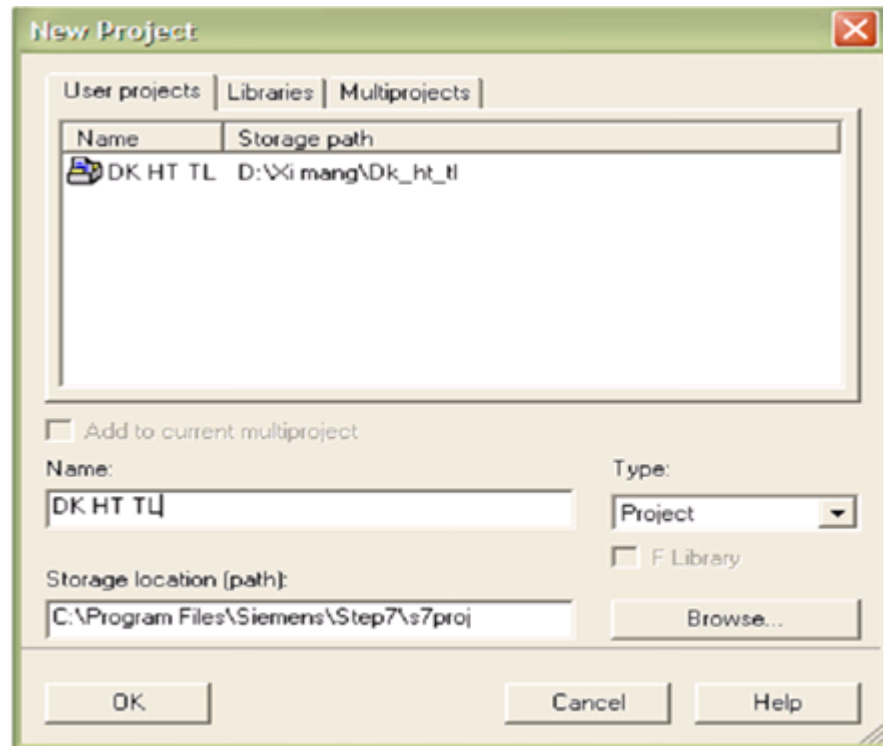 New Project
User projects Libraries Multiprojects
Name Storage path
DK HT TL D:\Xi mang\Dk_ht_tl
Add to current multiproject
Name: Type:
DK HT TL Project
F Library
Storage location (path):
C:\Program Files\Siemens\Step7\s7proj Browse...
OK Cancel Help